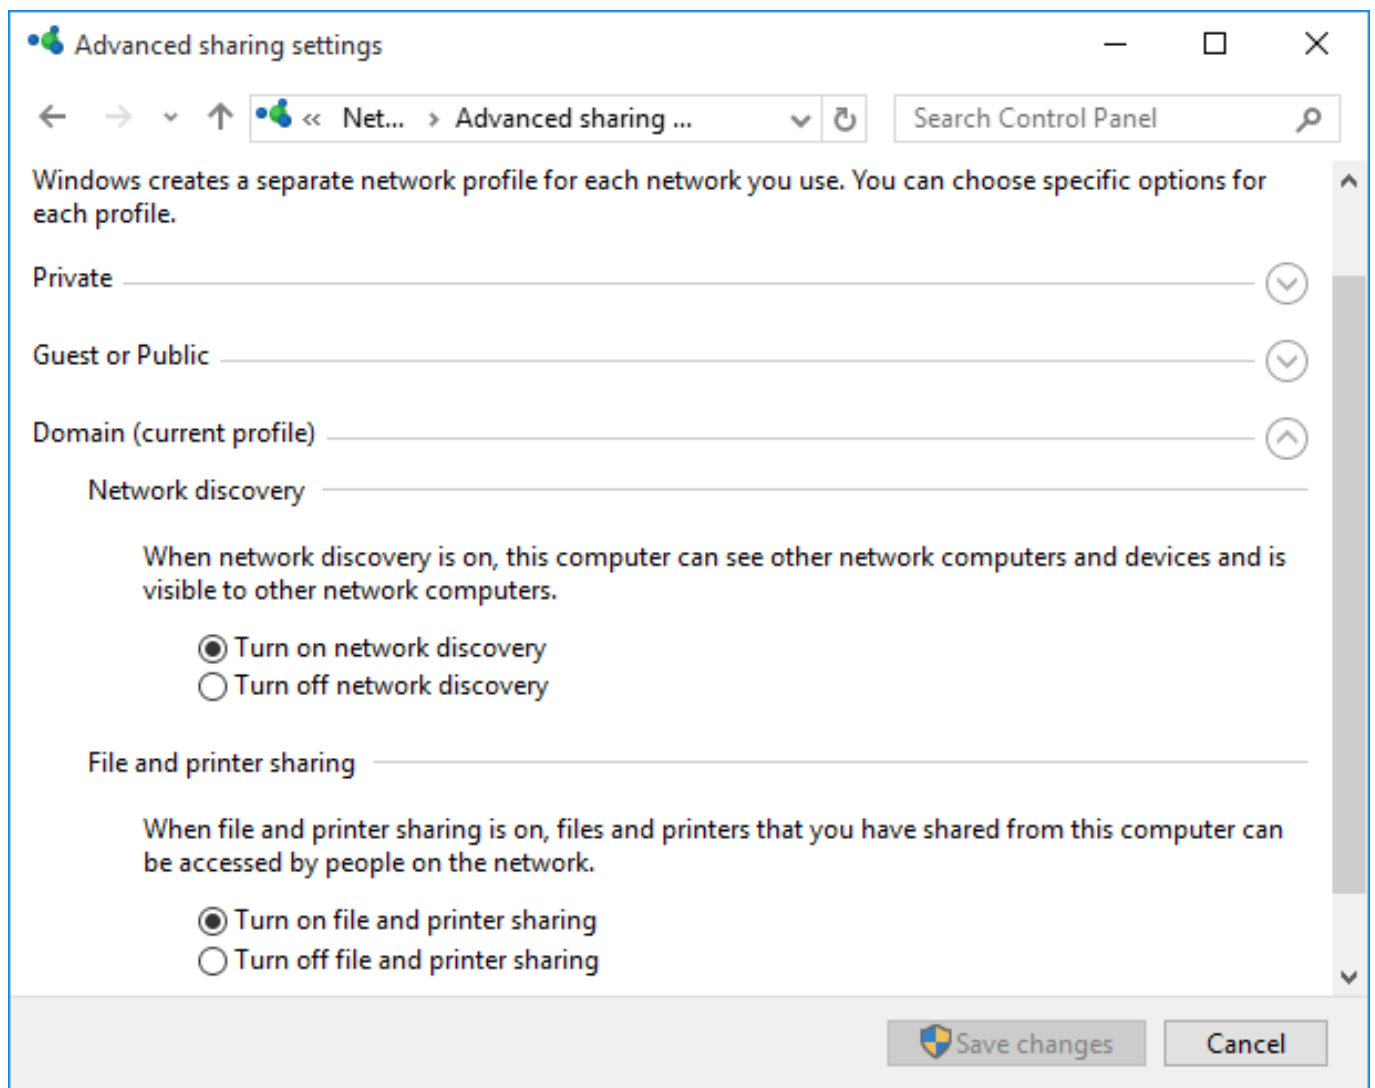 Advanced sharing settings
« Net... › Advanced sharing ...
Search Control Panel
Windows creates a separate network profile for each network you use. You can choose specific options for
each profile.
Private
Guest or Public
Domain (current profile)
Network discovery
When network discovery is on, this computer can see other network computers and devices and is
visible to other network computers.
Turn on network discovery
Turn off network discovery
File and printer sharing
When file and printer sharing is on, files and printers that you have shared from this computer can
be accessed by people on the network.
Turn on file and printer sharing
Turn off file and printer sharing
Save changes
Cancel